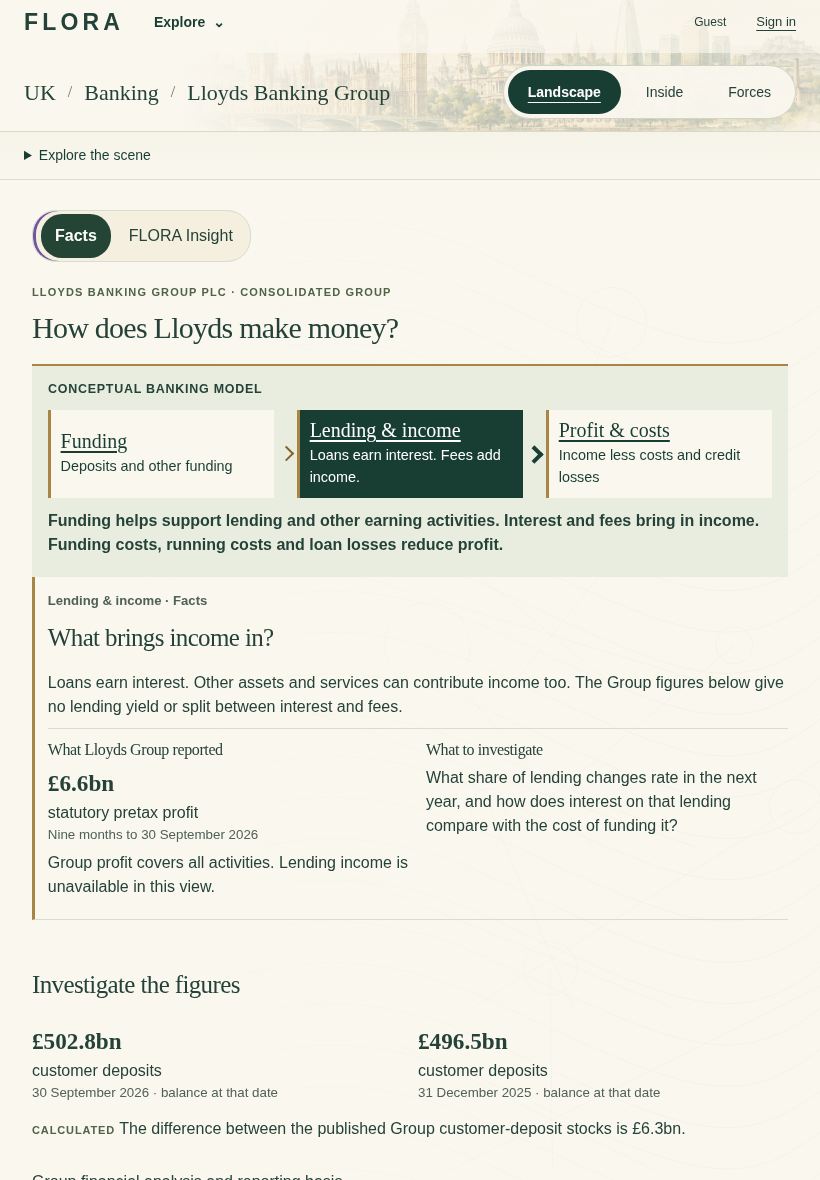 FLORA
Explore
Guest
Sign in
UK / Banking / Lloyds Banking Group
Landscape
Inside
Forces
Explore the scene
Facts
FLORA Insight
LLOYDS BANKING GROUP PLC · CONSOLIDATED GROUP
How does Lloyds make money?
CONCEPTUAL BANKING MODEL
Funding
Deposits and other funding
Lending & income
Loans earn interest. Fees add
income.
Profit & costs
Income less costs and credit
losses
Funding helps support lending and other earning activities. Interest and fees bring in income.
Funding costs, running costs and loan losses reduce profit.
Lending & income · Facts
What brings income in?
Loans earn interest. Other assets and services can contribute income too. The Group figures below give
no lending yield or split between interest and fees.
What Lloyds Group reported
£6.6bn
statutory pretax profit
Nine months to 30 September 2026
Group profit covers all activities. Lending income is
unavailable in this view.
What to investigate
What share of lending changes rate in the next
year, and how does interest on that lending
compare with the cost of funding it?
Investigate the figures
£502.8bn
customer deposits
30 September 2026 · balance at that date
£496.5bn
customer deposits
31 December 2025 · balance at that date
CALCULATED The difference between the published Group customer-deposit stocks is £6.3bn.
Group financial analysis and reporting basis